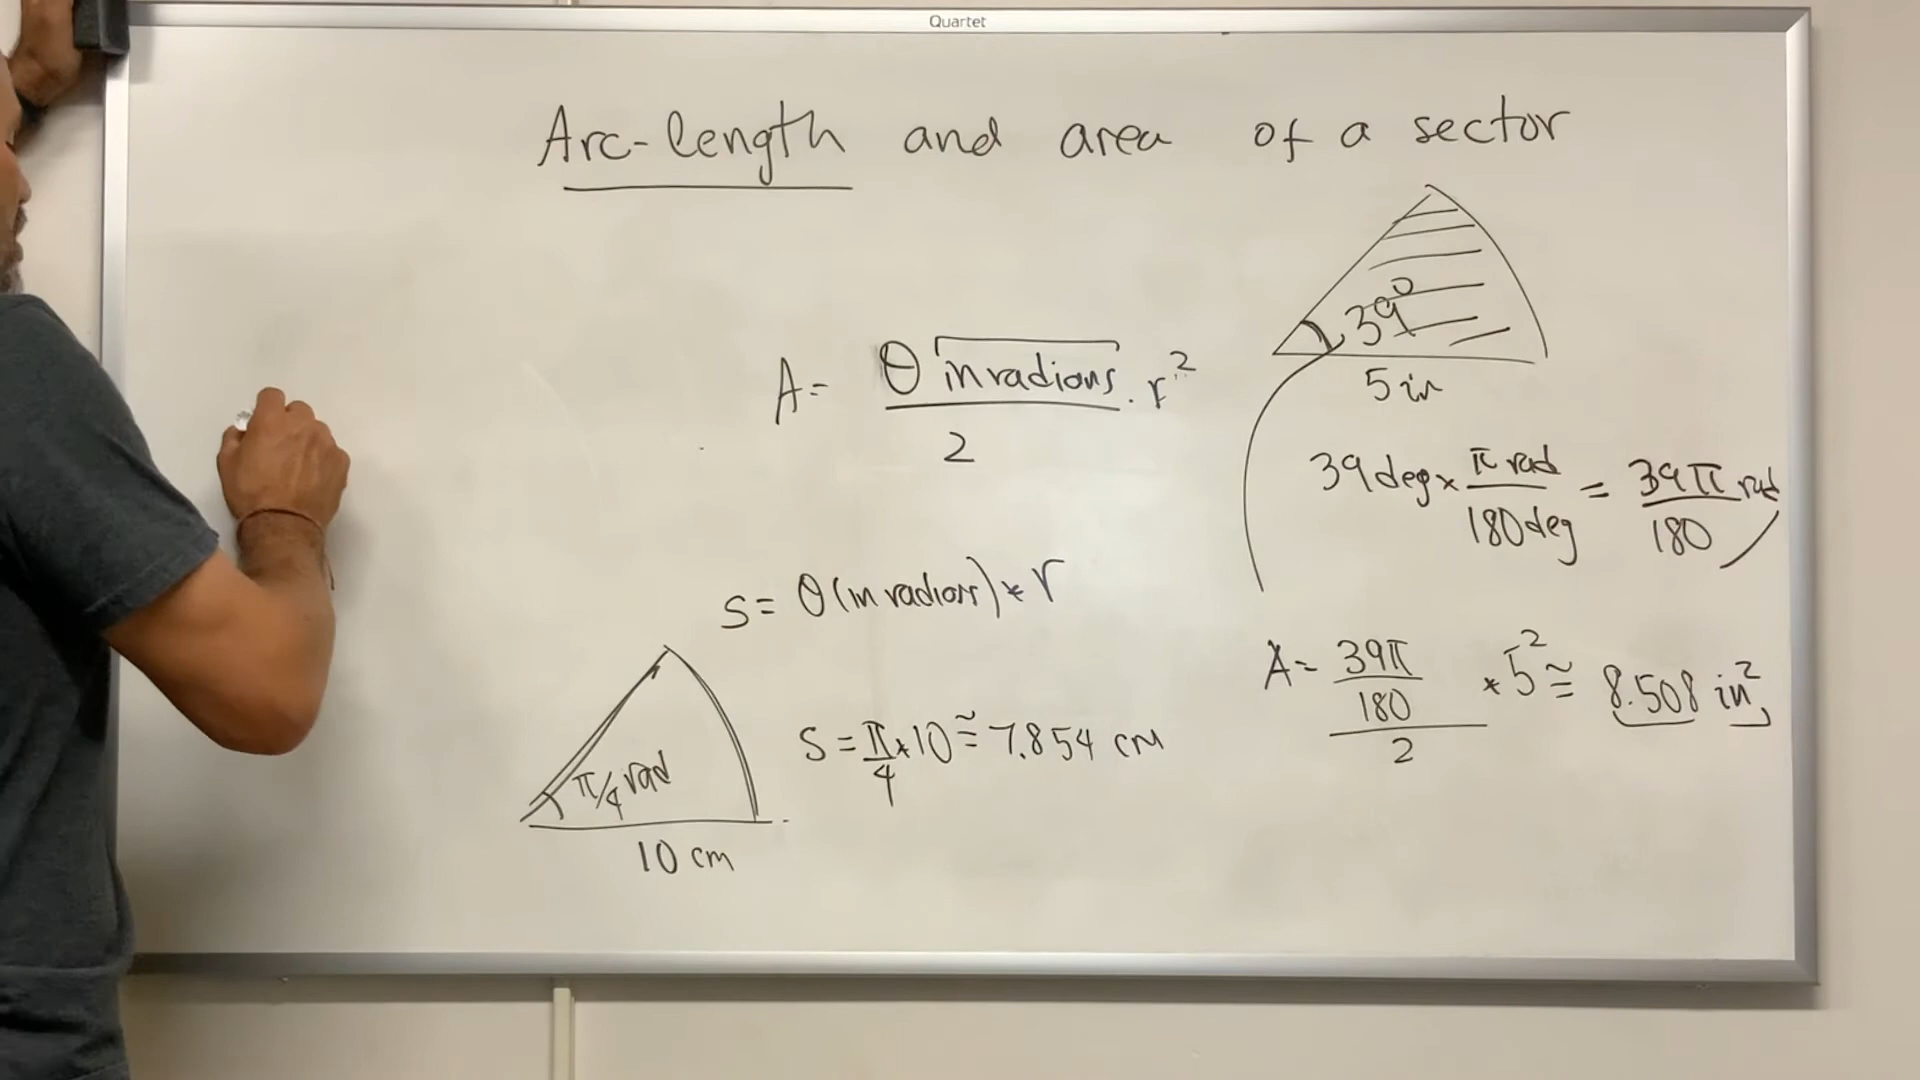 Quartet
Arc-length and area of a sector
39°
5 in
A = θ in radians / 2 . r²
39 deg × π rad / 180 deg = 39π rad / 180
S = θ (in radians) * r
A = 39π / 180 / 2 * 5² ≅ 8.508 in²
π/4 rad
S = π/4 * 10 ≅ 7.854 cm
10 cm